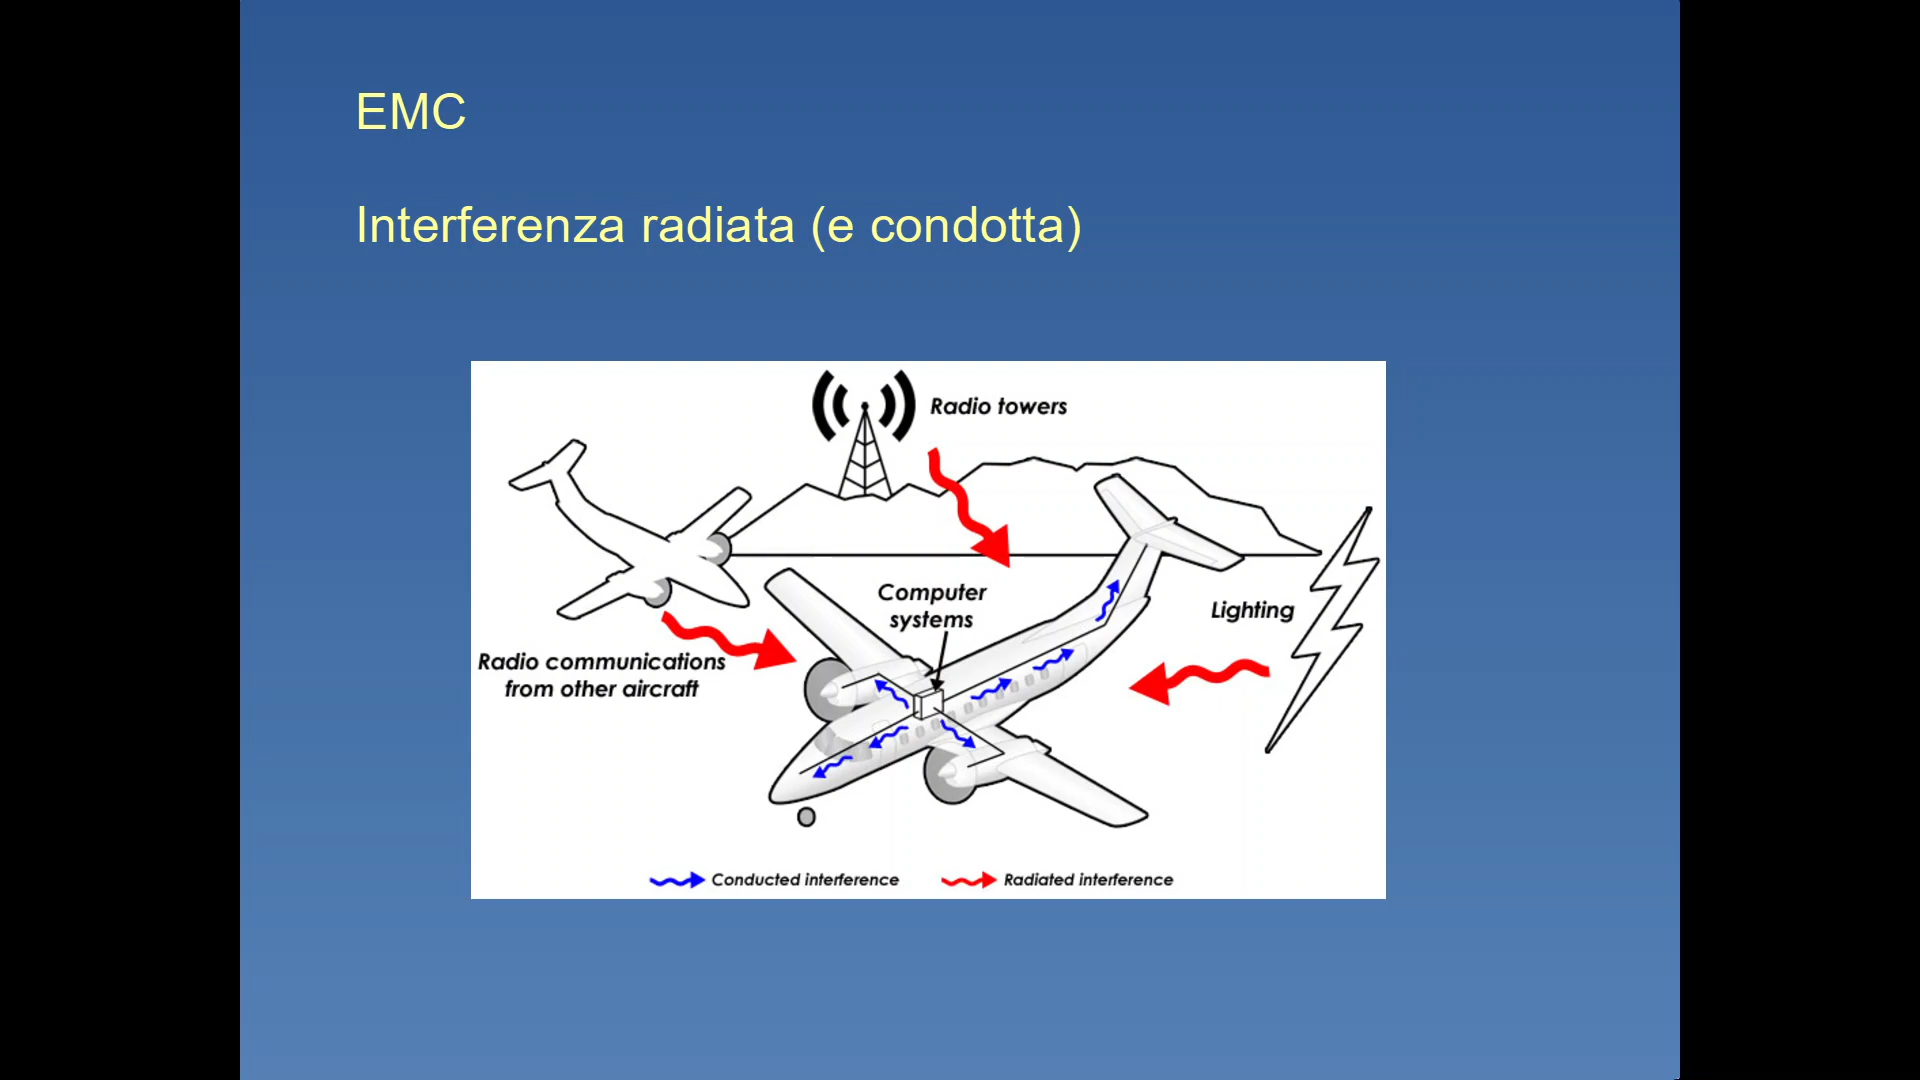 EMC
Interferenza radiata (e condotta)
Radio towers
Computer
systems
Lighting
Radio communications
from other aircraft
Conducted interference
Radiated interference